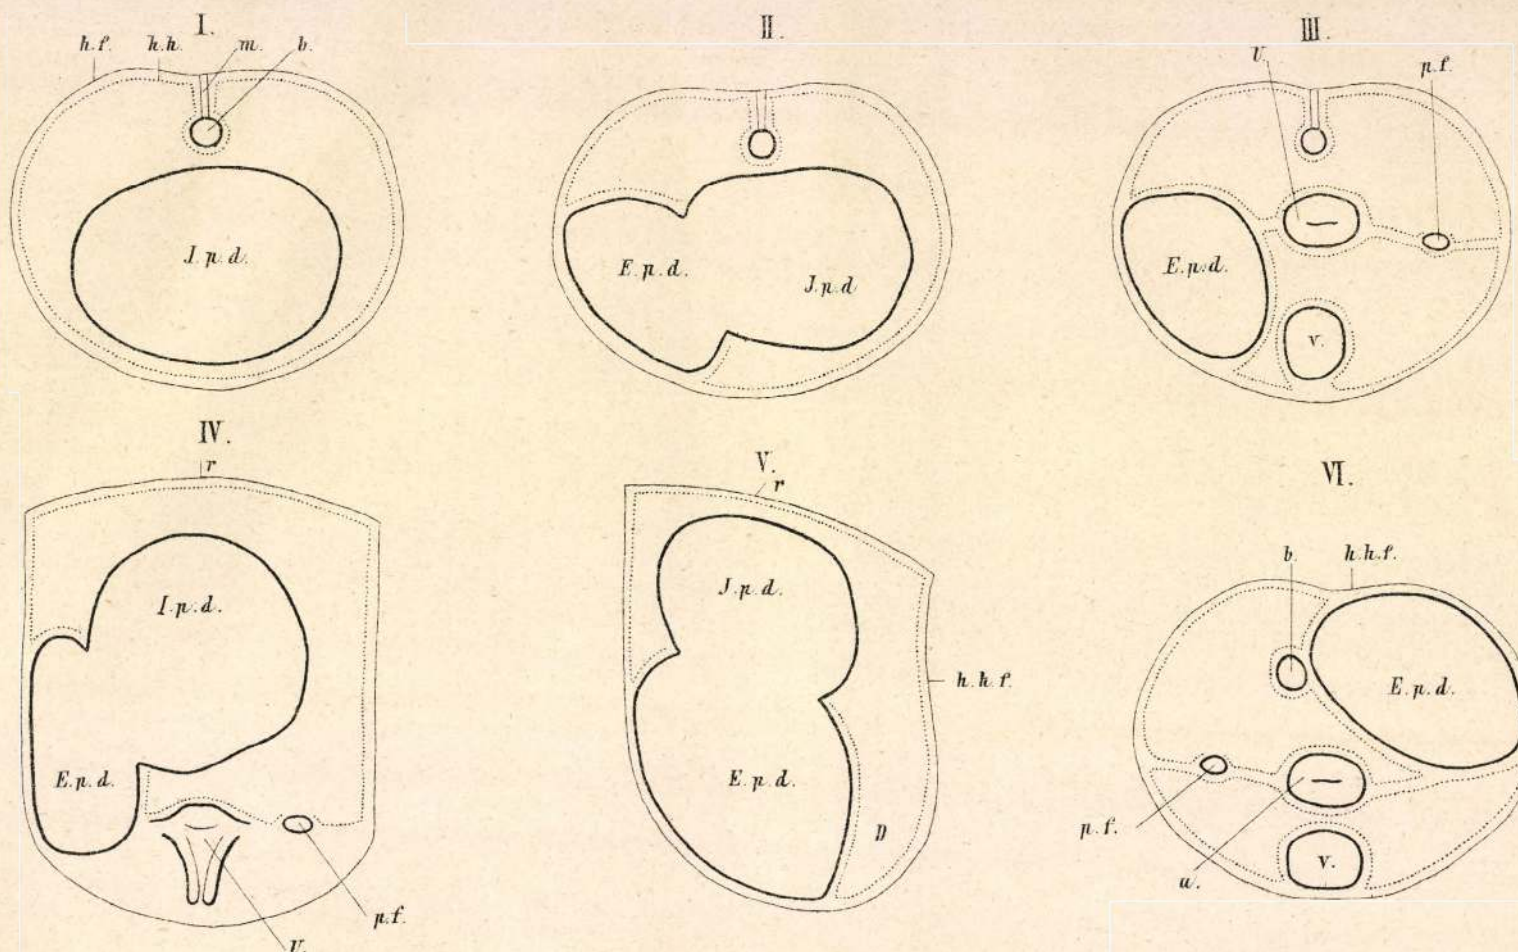 I. II. III.
h.f. h.h. m. b. U. p.f.
J.p.d. E.p.d. J.p.d E.p.d.
v.
IV. V. VI.
r r
b. h.h.f.
I.p.d. J.p.d.
h.h.f. E.p.d.
E.p.d. E.p.d.
D p.f. v.
u.
p.f.
U.